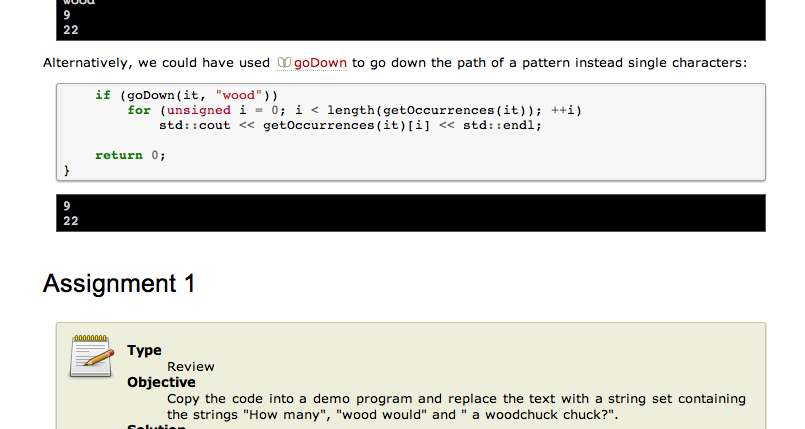 wood
9
22
Alternatively, we could have used goDown to go down the path of a pattern instead single characters:
if (goDown(it, "wood"))
for (unsigned i = 0; i < length(getOccurrences(it)); ++i)
std::cout << getOccurrences(it)[i] << std::endl;
return 0;
}
9
22
Assignment 1
Type
Review
Objective
Copy the code into a demo program and replace the text with a string set containing
the strings "How many", "wood would" and " a woodchuck chuck?".
Solution